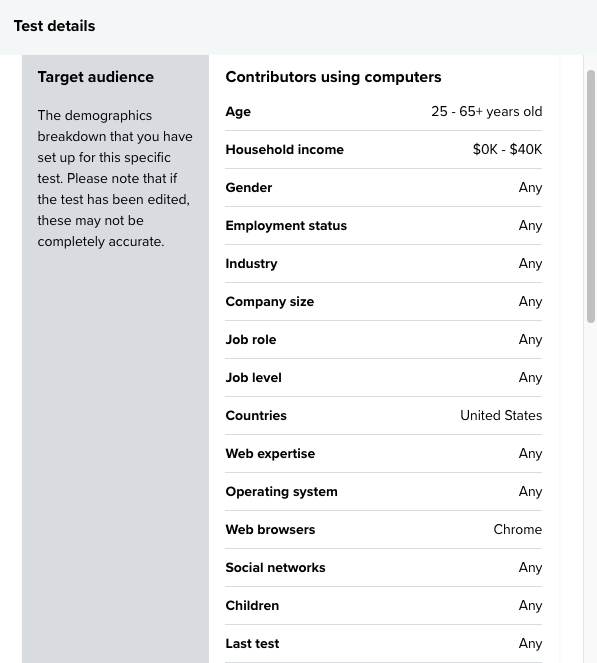 Test details
Target audience
The demographics
breakdown that you have
set up for this specific
test. Please note that if
the test has been edited,
these may not be
completely accurate.
Contributors using computers
Age 25 - 65+ years old
Household income $0K - $40K
Gender Any
Employment status Any
Industry Any
Company size Any
Job role Any
Job level Any
Countries United States
Web expertise Any
Operating system Any
Web browsers Chrome
Social networks Any
Children Any
Last test Any